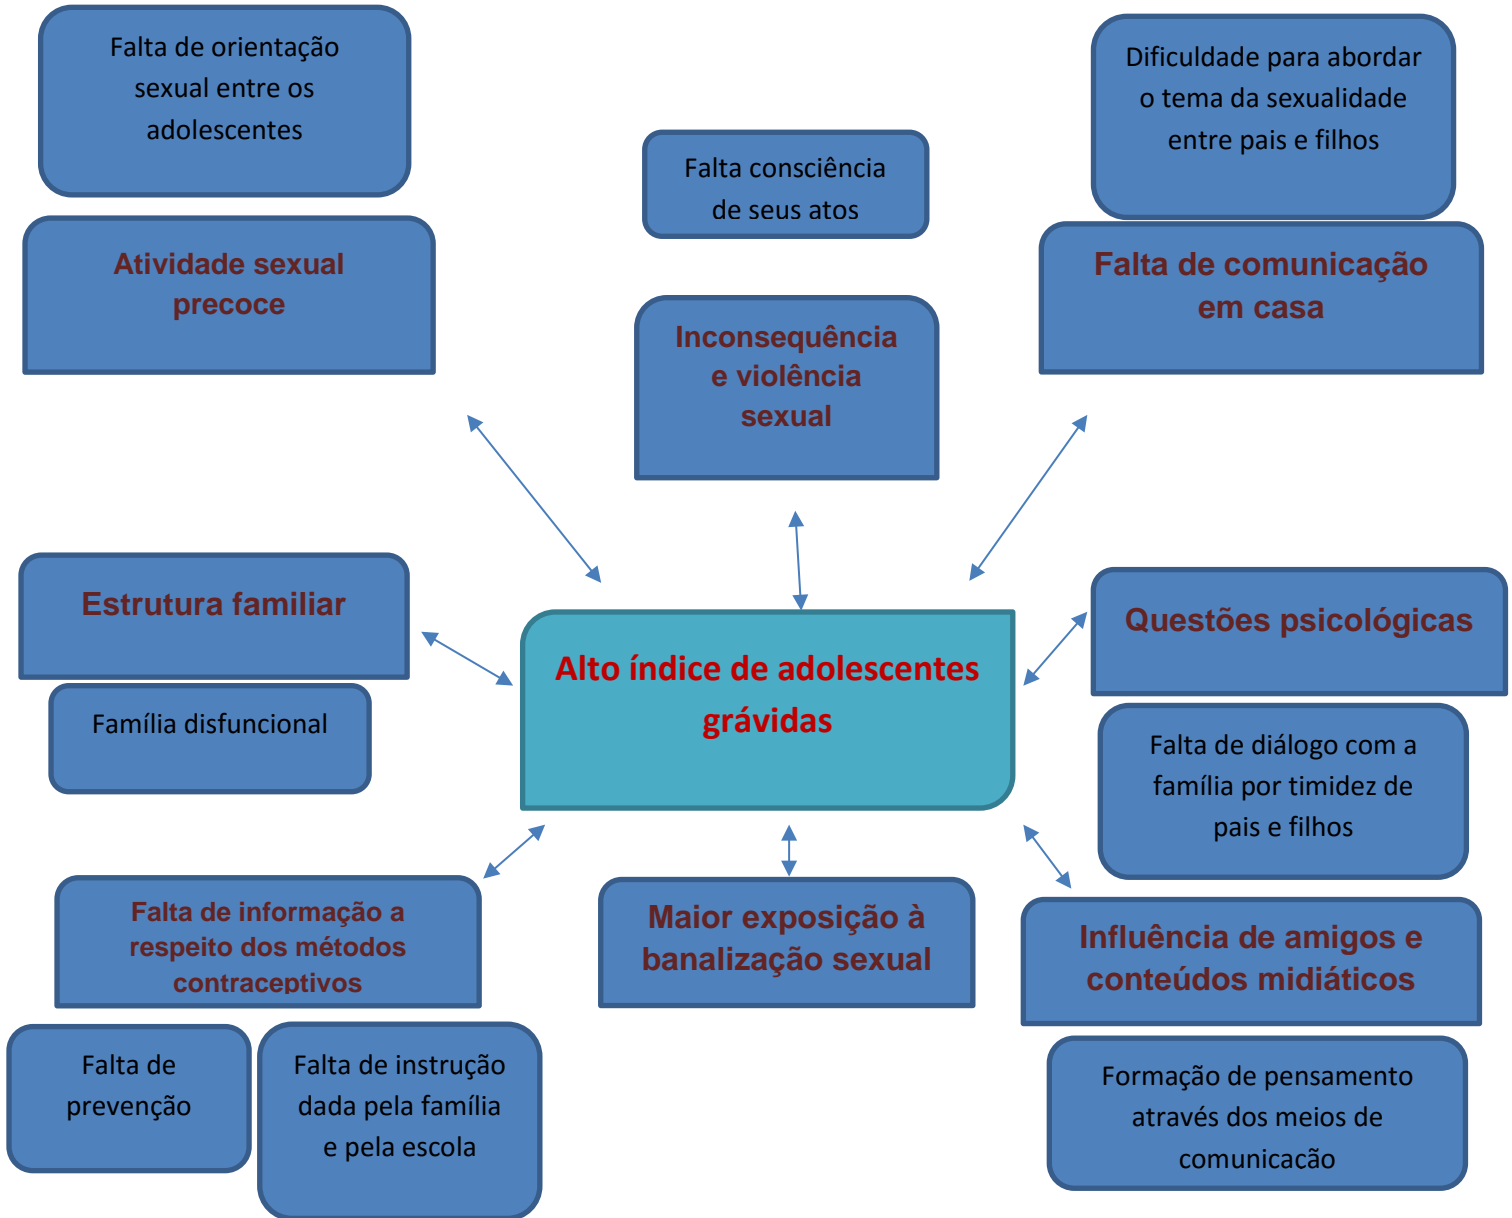 Falta de orientação
sexual entre os
adolescentes
Atividade sexual
precoce
Falta consciência
de seus atos
Inconsequência
e violência
sexual
Dificuldade para abordar
o tema da sexualidade
entre pais e filhos
Falta de comunicação
em casa
Estrutura familiar
Família disfuncional
Alto índice de adolescentes
grávidas
Questões psicológicas
Falta de diálogo com a
família por timidez de
pais e filhos
Falta de informação a
respeito dos métodos
contraceptivos
Falta de
prevenção
Falta de instrução
dada pela família
e pela escola
Maior exposição à
banalização sexual
Influência de amigos e
conteúdos midiáticos
Formação de pensamento
através dos meios de
comunicação